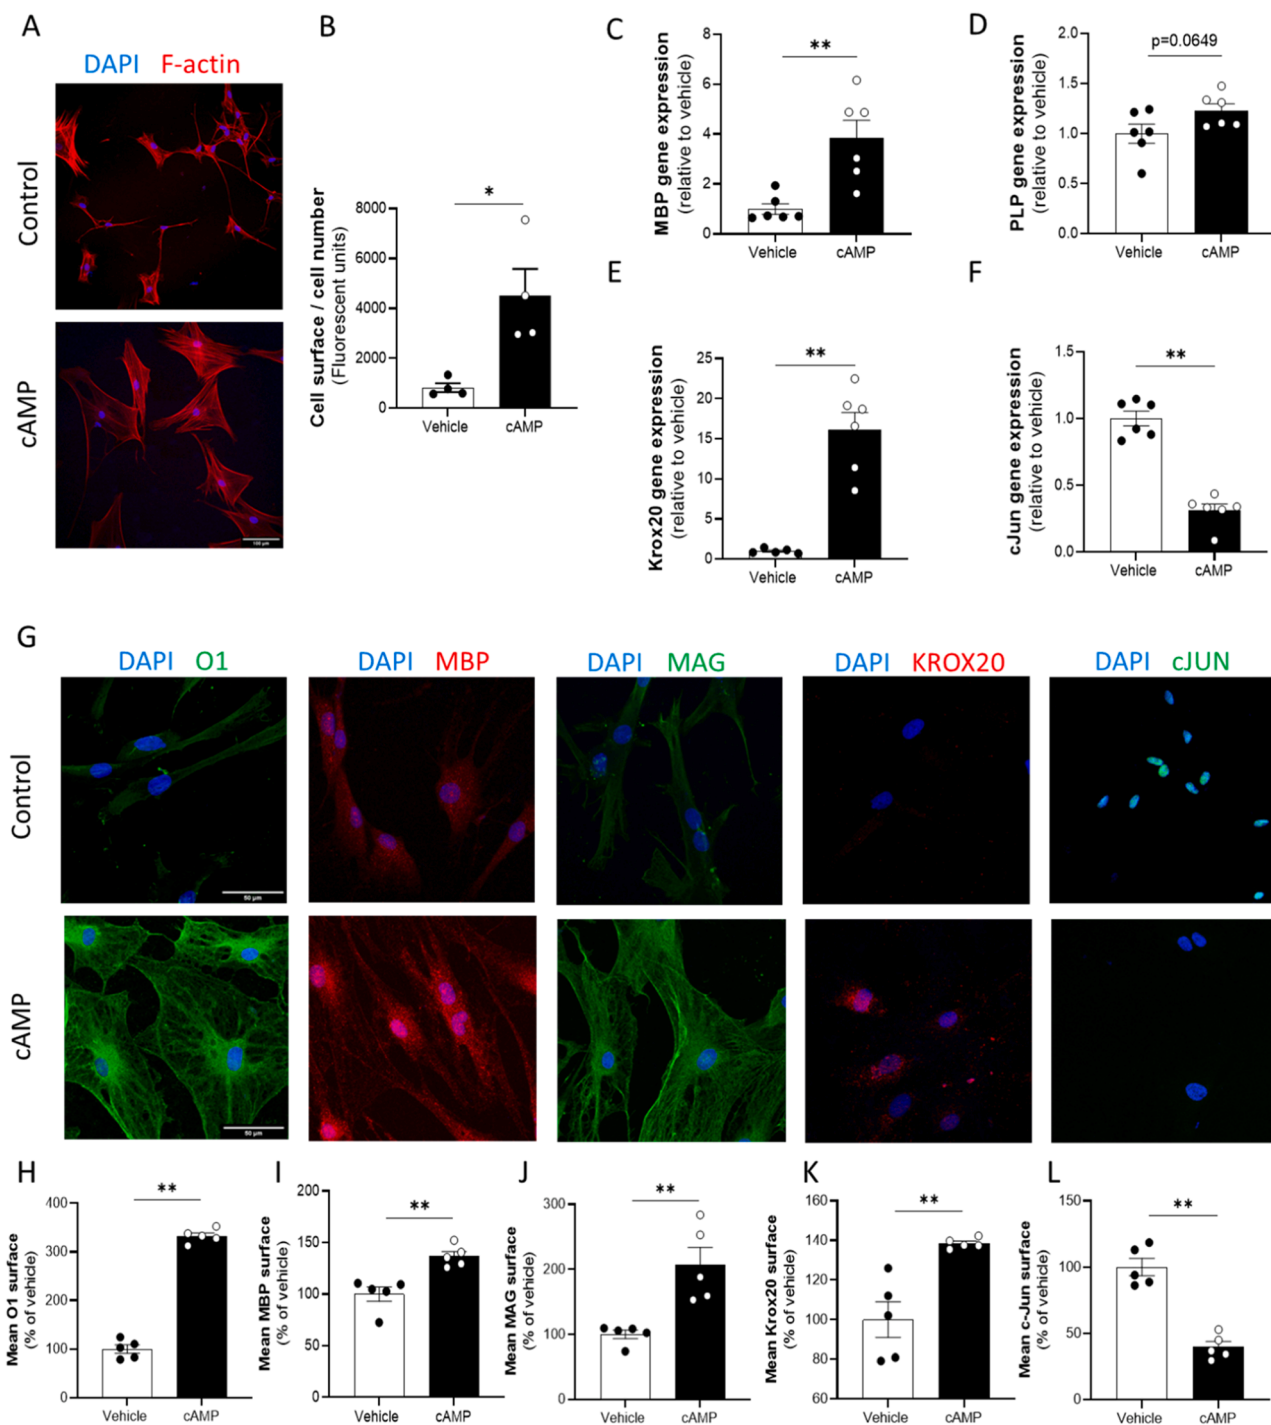 A
DAPI F-actin
Control
cAMP
100 µm
B
Cell surface / cell number
(Fluorescent units)
8000
6000
4000
2000
0
*
Vehicle cAMP
C
MBP gene expression
(relative to vehicle)
8
6
4
2
0
**
Vehicle cAMP
D
PLP gene expression
(relative to vehicle)
2.0
1.5
1.0
0.5
0.0
p=0.0649
Vehicle cAMP
E
Krox20 gene expression
(relative to vehicle)
25
20
15
10
5
0
**
Vehicle cAMP
F
cJun gene expression
(relative to vehicle)
1.5
1.0
0.5
0.0
**
Vehicle cAMP
G
DAPI O1
DAPI MBP
DAPI MAG
DAPI KROX20
DAPI cJUN
Control
50 µm
cAMP
50 µm
H
Mean O1 surface
(% of vehicle)
400
300
200
100
0
**
Vehicle cAMP
I
Mean MBP surface
(% of vehicle)
200
150
100
50
0
**
Vehicle cAMP
J
Mean MAG surface
(% of vehicle)
300
200
100
0
**
Vehicle cAMP
K
Mean Krox20 surface
(% of vehicle)
160
140
120
100
80
60
**
Vehicle cAMP
L
Mean c-Jun surface
(% of vehicle)
150
100
50
0
**
Vehicle cAMP